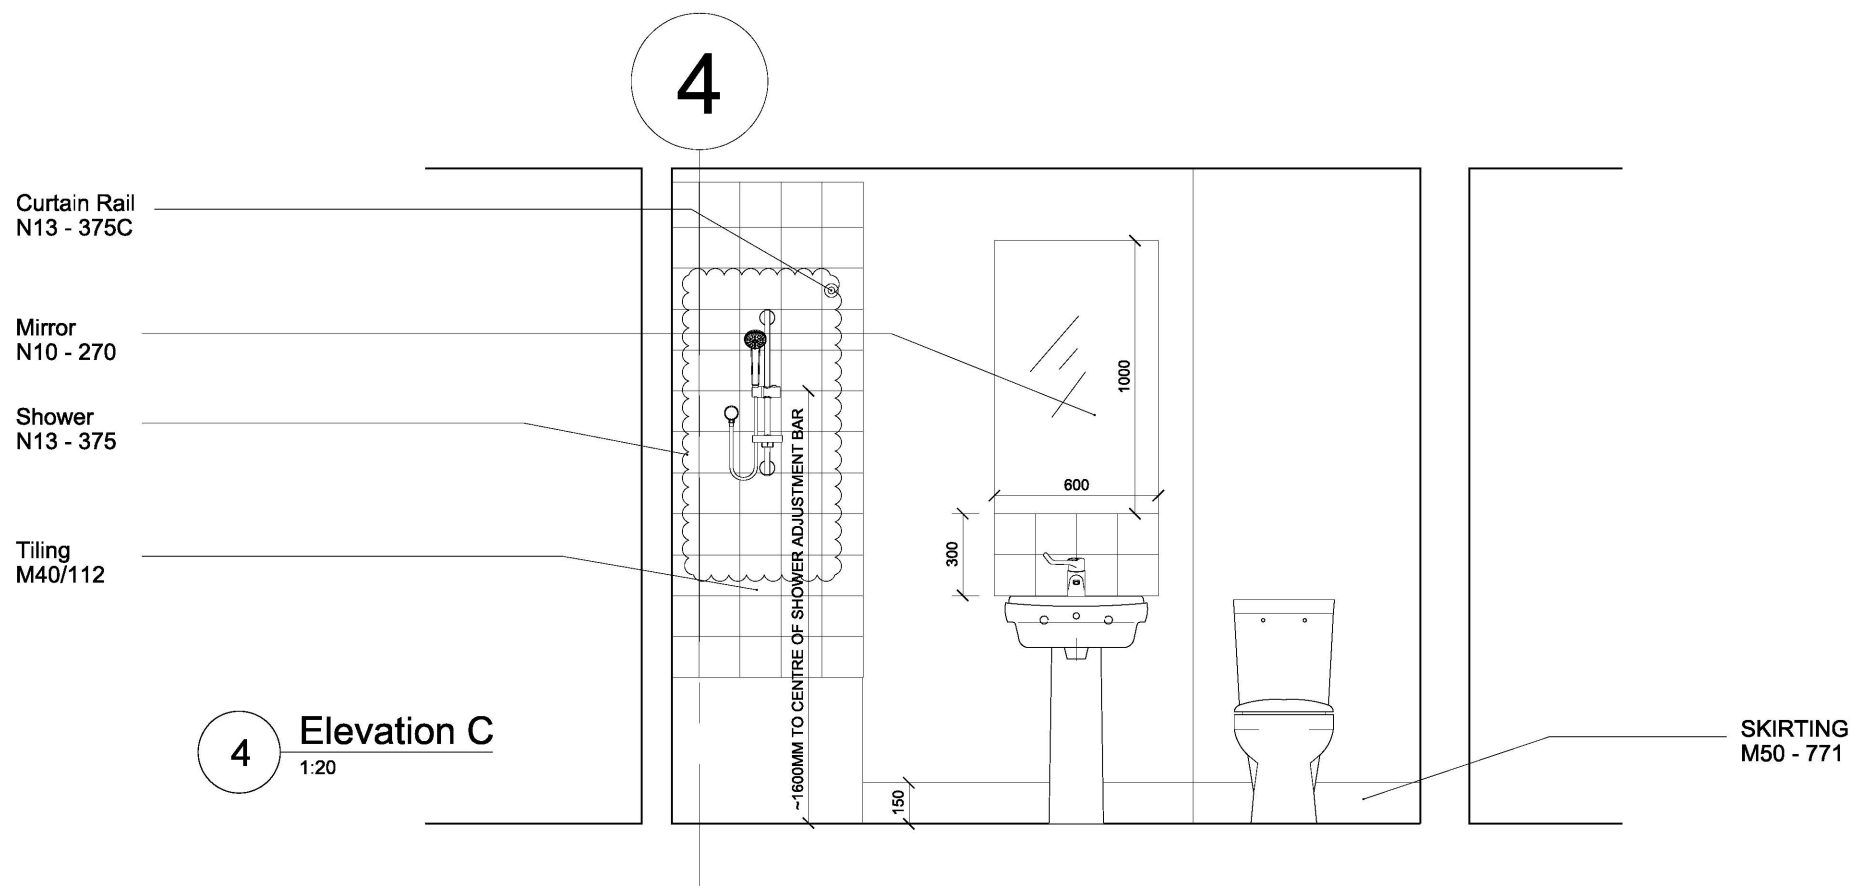 4
Curtain Rail
N13 - 375C
Mirror
N10 - 270
1000
Shower
N13 - 375
600
~1600MM TO CENTRE OF SHOWER ADJUSTMENT BAR
300
Tiling
M40/112
4
Elevation C
1:20
SKIRTING
M50 - 771
150